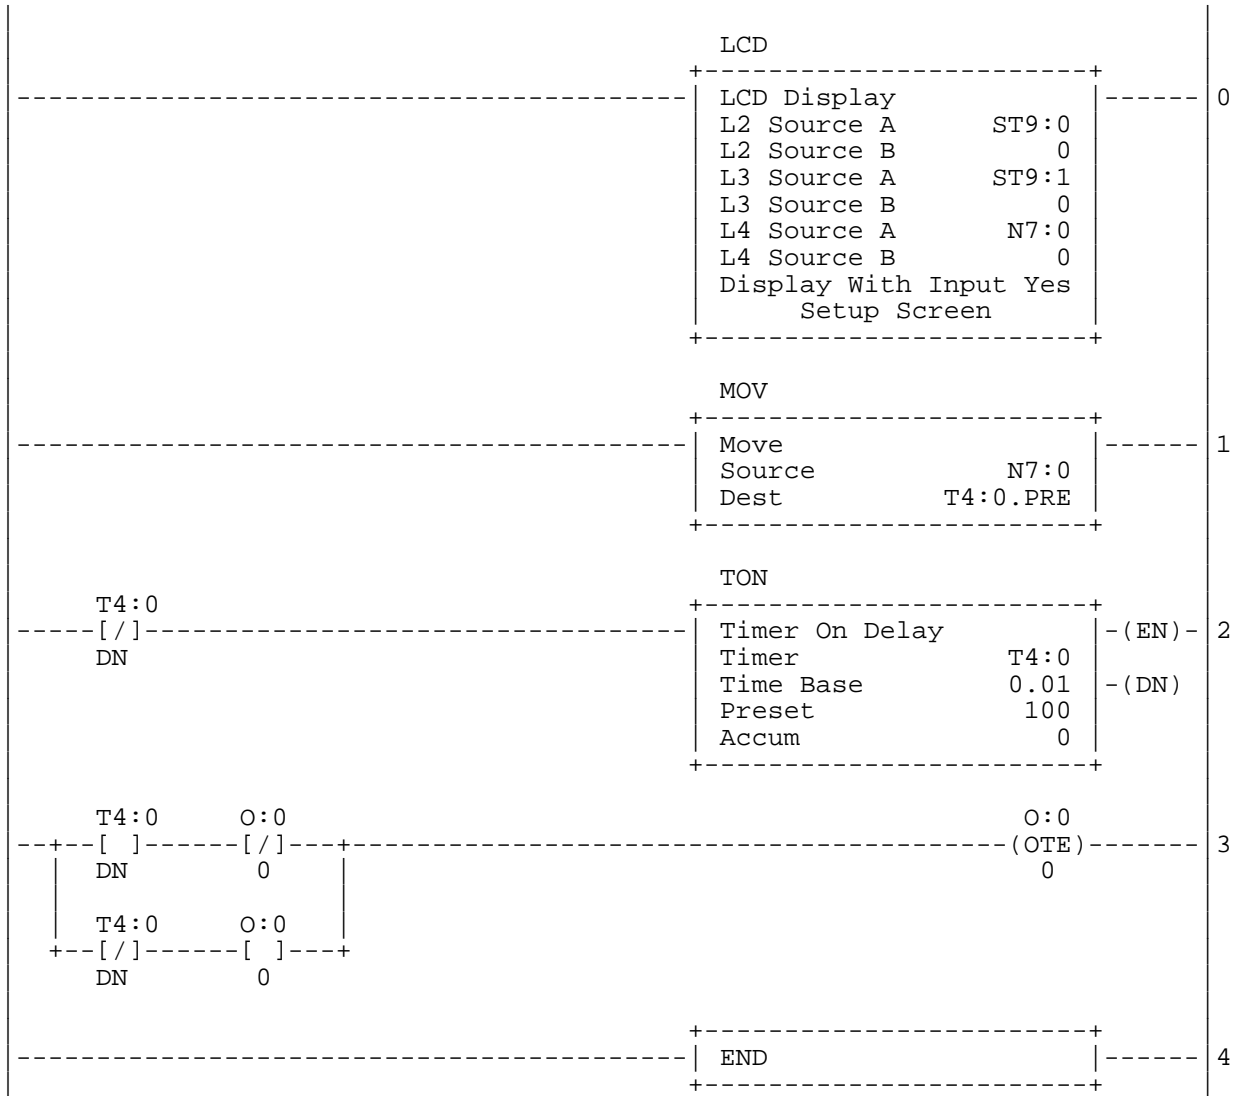 LCD
LCD Display 0
L2 Source A ST9:0
L2 Source B 0
L3 Source A ST9:1
L3 Source B 0
L4 Source A N7:0
L4 Source B 0
Display With Input Yes
Setup Screen
MOV
Move 1
Source N7:0
Dest T4:0.PRE
TON
T4:0
[/] Timer On Delay (EN) 2
DN Timer T4:0
Time Base 0.01 (DN)
Preset 100
Accum 0
T4:0 O:0 O:0
[ ] [/] (OTE) 3
DN 0 0
T4:0 O:0
[/] [ ]
DN 0
END 4